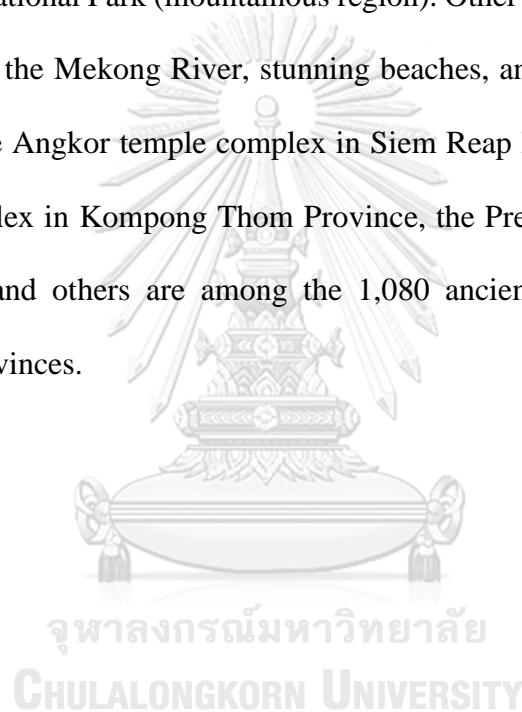 ational Park (mountainous region). Other
the Mekong River, stunning beaches, an
e Angkor temple complex in Siem Reap
lex in Kompong Thom Province, the Pre
and others are among the 1,080 ancien
vinces.
จุฬาลงกรณ์มหาวิทยาลัย
CHULALONGKORN UNIVERSITY